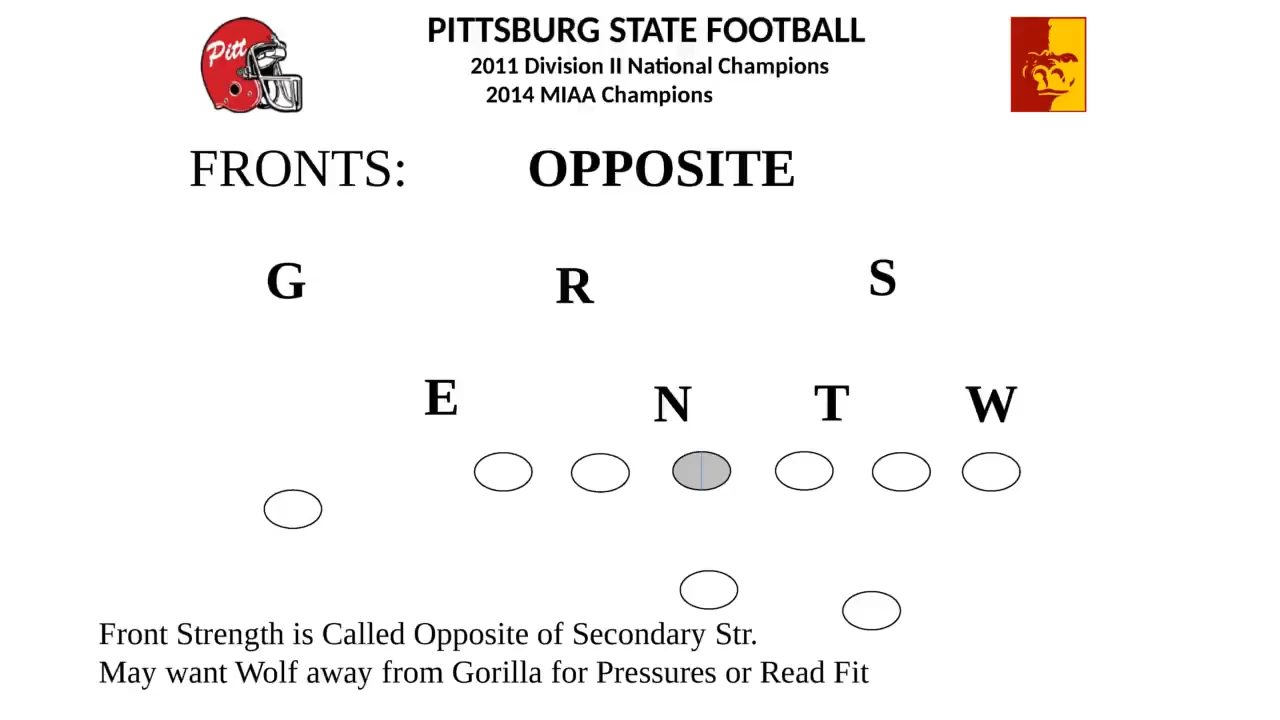 Pitt
PITTSBURG STATE FOOTBALL
2011 Division II National Champions
2014 MIAA Champions
FRONTS: OPPOSITE
G R S
E N T W
Front Strength is Called Opposite of Secondary Str.
May want Wolf away from Gorilla for Pressures or Read Fit